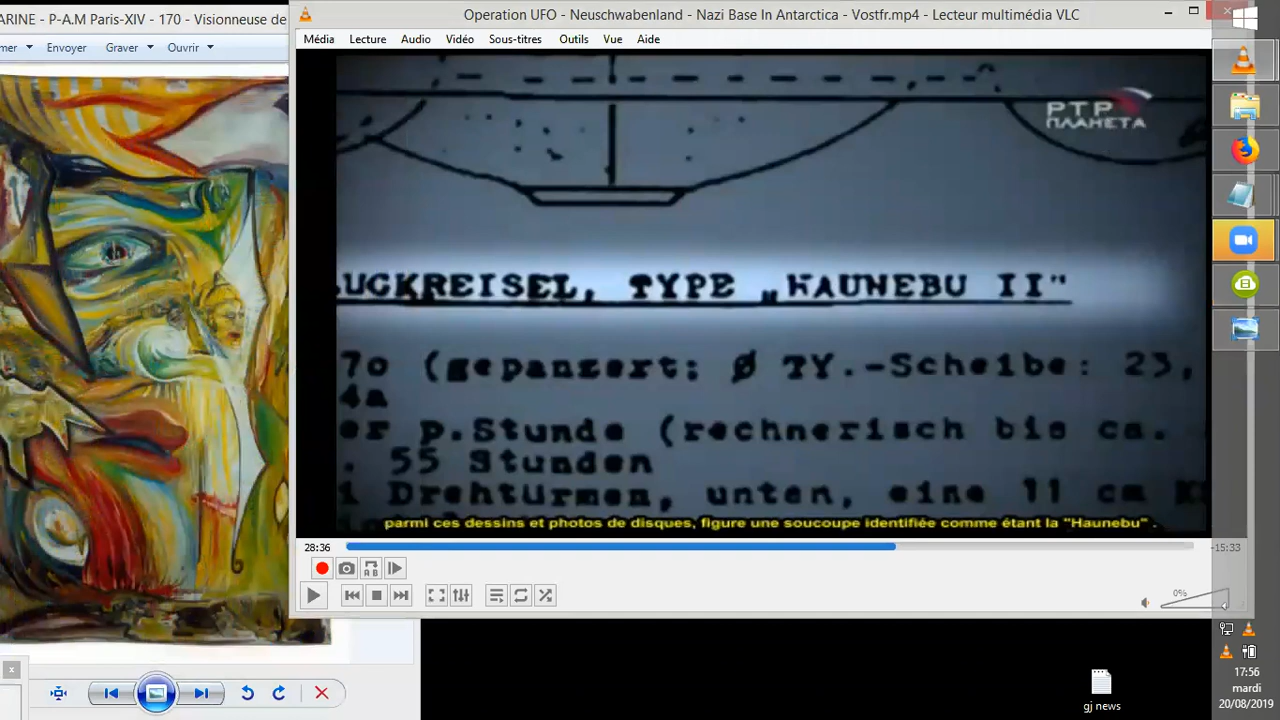 ARINE - P-A.M Paris-XIV - 170 - Visionneuse de
Operation UFO - Neuschwabenland - Nazi Base In Antarctica - Vostfr.mp4 - Lecteur multimédia VLC
mer Envoyer Graver Ouvrir
Média Lecture Audio Vidéo Sous-titres Outils Vue Aide
РТР
ПЛАНЕТА
UCKREISEL, TYPE „HAUNEBU II"
7o (gepanzert: Ø TY.-Scheibe: 23,
4a
er p.Stunde (rechnerisch bis ca.
. 55 Stunden
i Drehtürmen, unten, eine 11 cm K
parmi ces dessins et photos de disques, figure une soucoupe identifiée comme étant la "Haunebu" .
28:36
-15:33
0%
gj news
17:56
mardi
20/08/2019